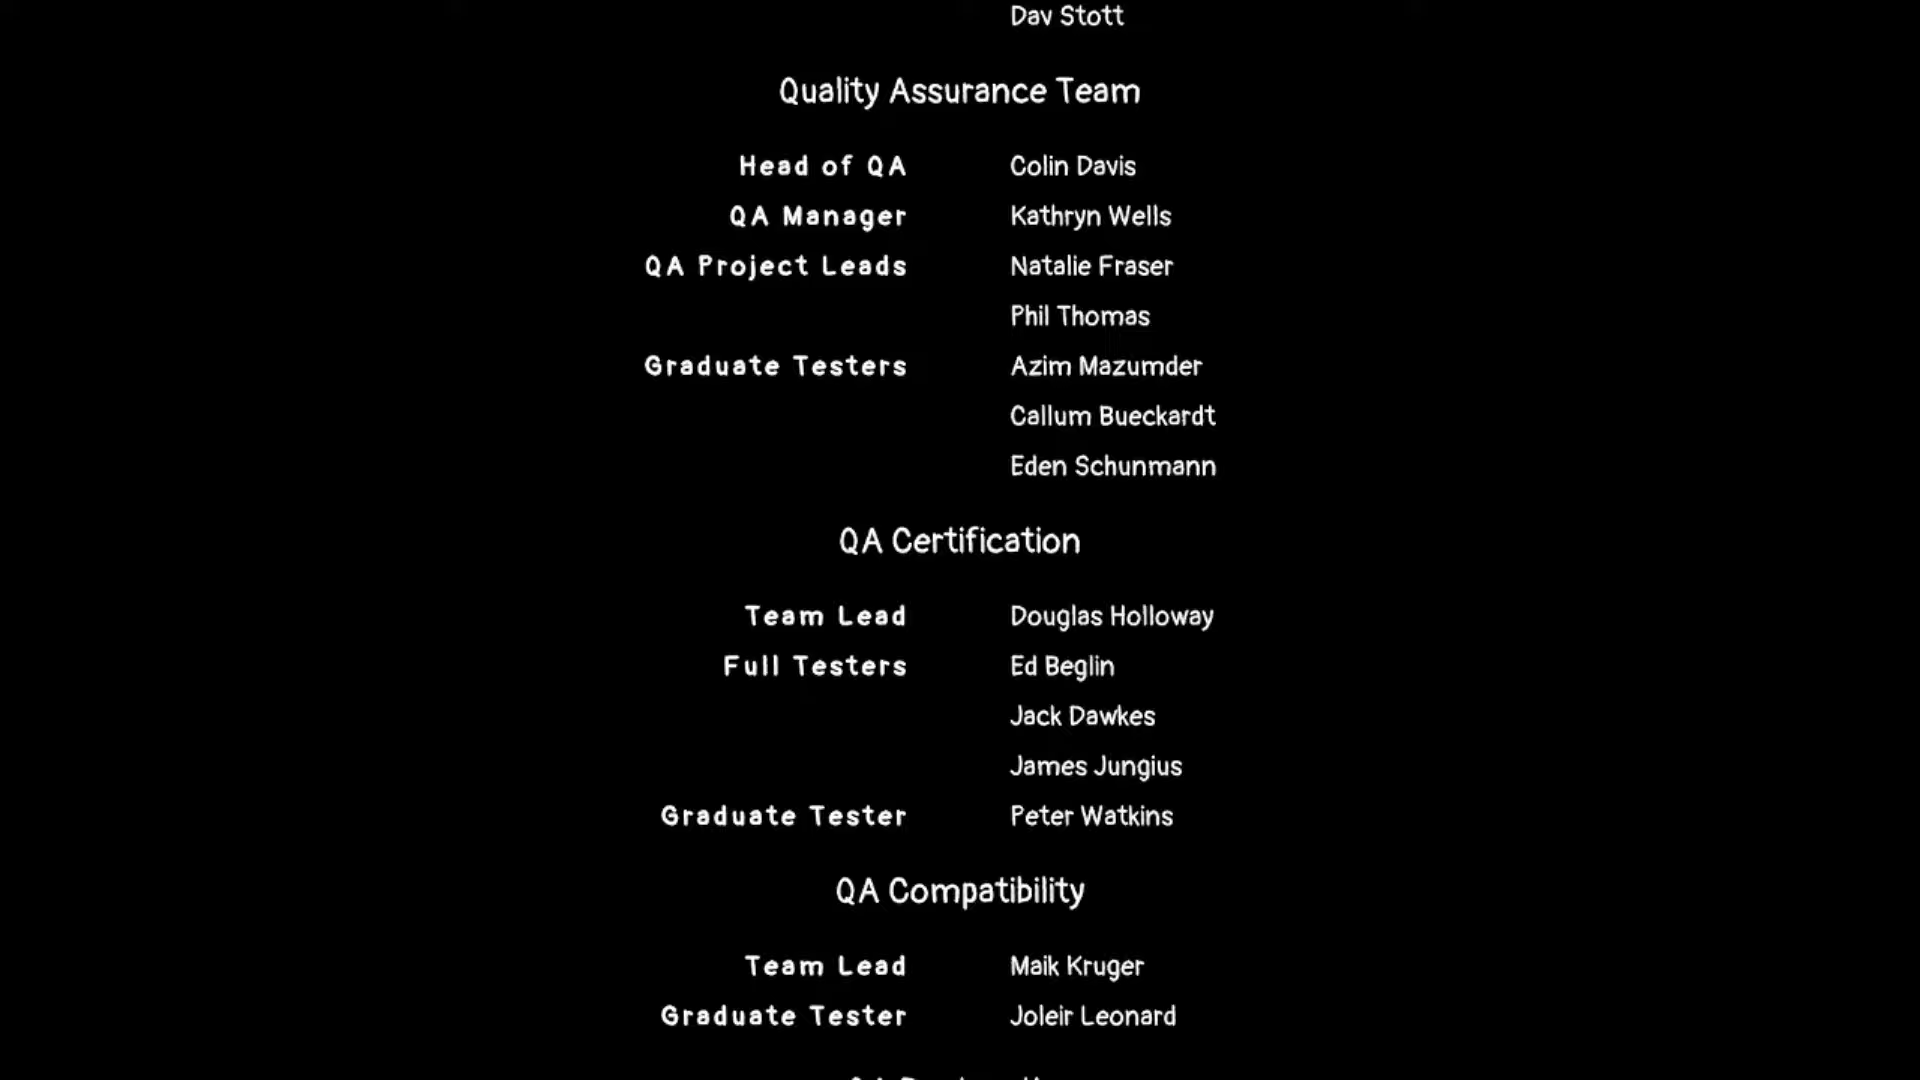 Dav Stott
Quality Assurance Team
Head of QA Colin Davis
QA Manager Kathryn Wells
QA Project Leads Natalie Fraser
Phil Thomas
Graduate Testers Azim Mazumder
Callum Bueckardt
Eden Schunmann
QA Certification
Team Lead Douglas Holloway
Full Testers Ed Beglin
Jack Dawkes
James Jungius
Graduate Tester Peter Watkins
QA Compatibility
Team Lead Maik Kruger
Graduate Tester Joleir Leonard